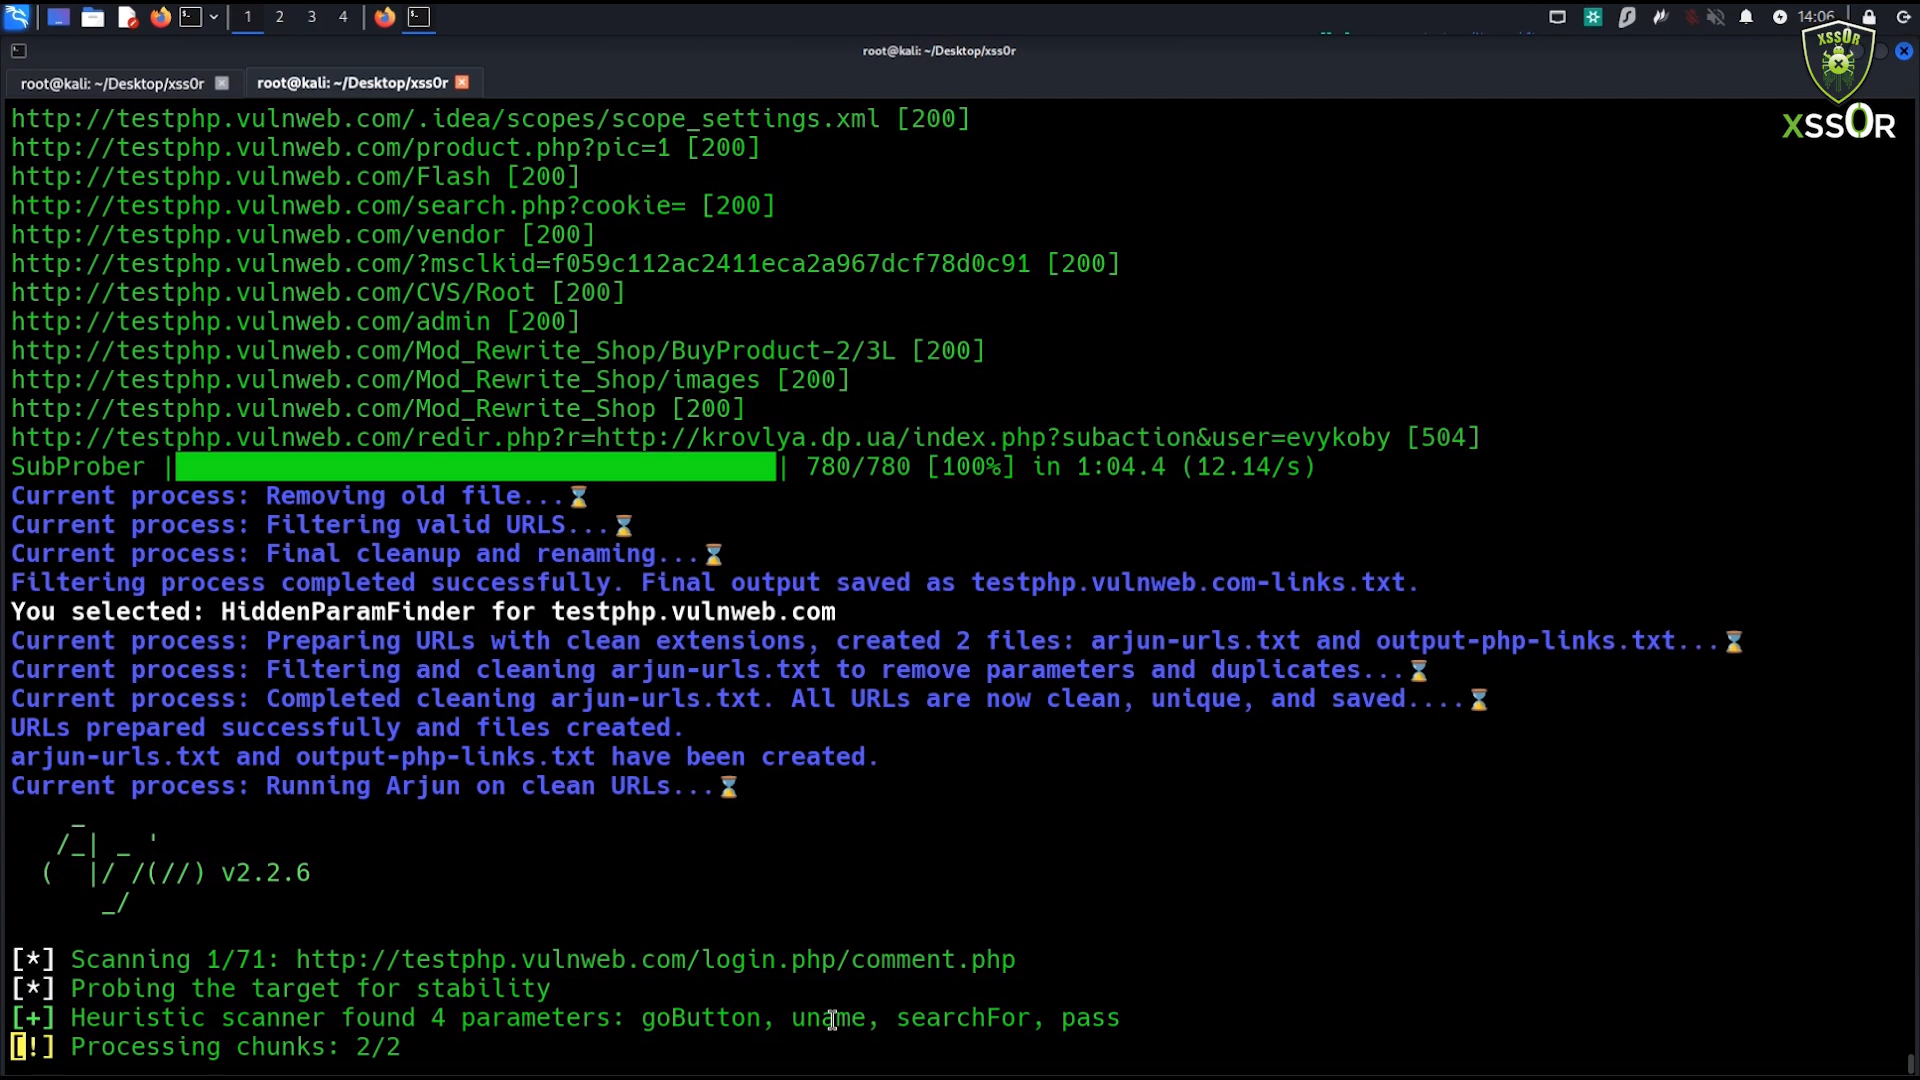 1 2 3 4 14:06
root@kali: ~/Desktop/xss0r
XSS0R
root@kali: ~/Desktop/xss0r root@kali: ~/Desktop/xss0r
XSS0R
http://testphp.vulnweb.com/.idea/scopes/scope_settings.xml [200]
http://testphp.vulnweb.com/product.php?pic=1 [200]
http://testphp.vulnweb.com/Flash [200]
http://testphp.vulnweb.com/search.php?cookie= [200]
http://testphp.vulnweb.com/vendor [200]
http://testphp.vulnweb.com/?msclkid=f059c112ac2411eca2a967dcf78d0c91 [200]
http://testphp.vulnweb.com/CVS/Root [200]
http://testphp.vulnweb.com/admin [200]
http://testphp.vulnweb.com/Mod_Rewrite_Shop/BuyProduct-2/3L [200]
http://testphp.vulnweb.com/Mod_Rewrite_Shop/images [200]
http://testphp.vulnweb.com/Mod_Rewrite_Shop [200]
http://testphp.vulnweb.com/redir.php?r=http://krovlya.dp.ua/index.php?subaction&user=evykoby [504]
SubProber |████████████████████████████████████████| 780/780 [100%] in 1:04.4 (12.14/s)
Current process: Removing old file...⌛
Current process: Filtering valid URLS...⌛
Current process: Final cleanup and renaming...⌛
Filtering process completed successfully. Final output saved as testphp.vulnweb.com-links.txt.
You selected: HiddenParamFinder for testphp.vulnweb.com
Current process: Preparing URLs with clean extensions, created 2 files: arjun-urls.txt and output-php-links.txt...⌛
Current process: Filtering and cleaning arjun-urls.txt to remove parameters and duplicates...⌛
Current process: Completed cleaning arjun-urls.txt. All URLs are now clean, unique, and saved....⌛
URLs prepared successfully and files created.
arjun-urls.txt and output-php-links.txt have been created.
Current process: Running Arjun on clean URLs...⌛
    _
   /_| _ '
  (  |/ /(//) v2.2.6
      _/
[*] Scanning 1/71: http://testphp.vulnweb.com/login.php/comment.php
[*] Probing the target for stability
[+] Heuristic scanner found 4 parameters: goButton, uname, searchFor, pass
[!] Processing chunks: 2/2